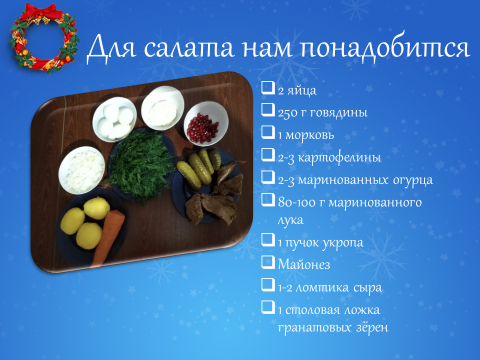 Для салата нам понадобится
2 яйца
250 г говядины
1 морковь
2-3 картофелины
2-3 маринованных огурца
80-100 г маринованного
лука
1 пучок укропа
Майонез
1-2 ломтика сыра
1 столовая ложка
гранатовых зёрен